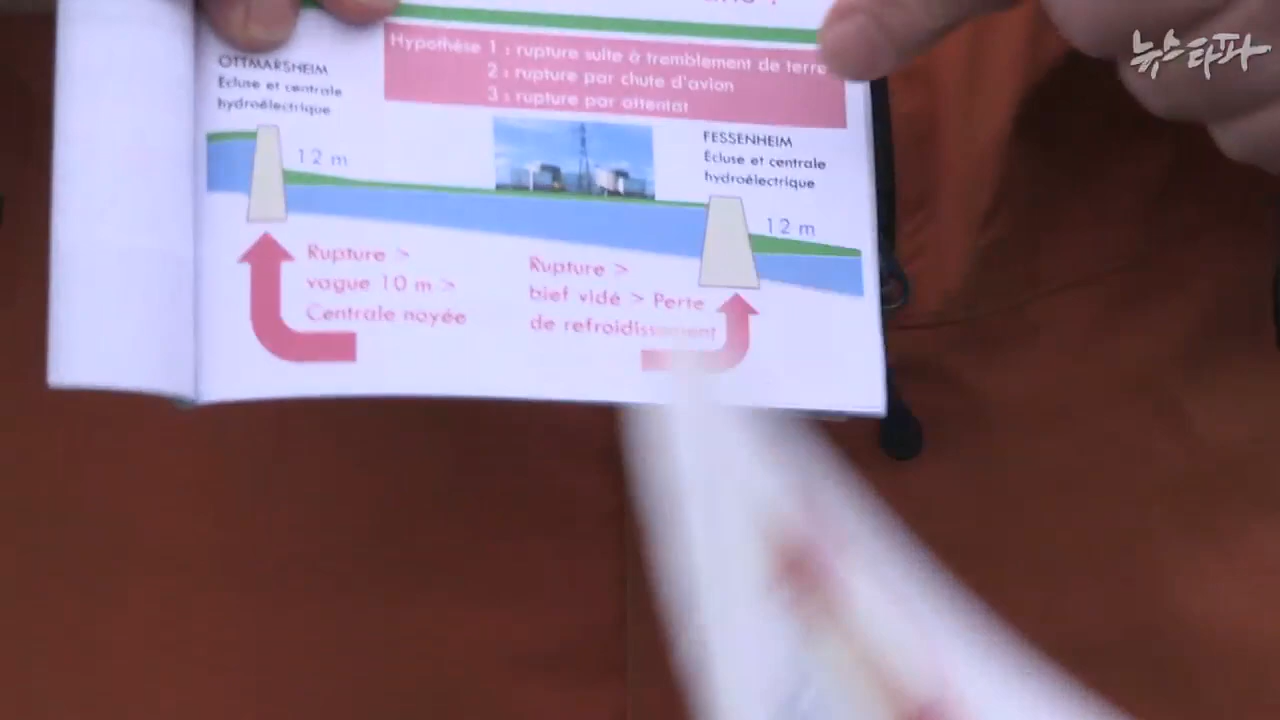 뉴스타파
Hypothèse 1 : rupture suite à tremblement de terre
2 : rupture par chute d'avion
3 : rupture par attentat
OTTMARSHEIM
Ecluse et centrale
hydroélectrique
12 m
FESSENHEIM
Écluse et centrale
hydroélectrique
12 m
Rupture >
vague 10 m >
Centrale noyée
Rupture >
bief vidé > Perte
de refroidissement